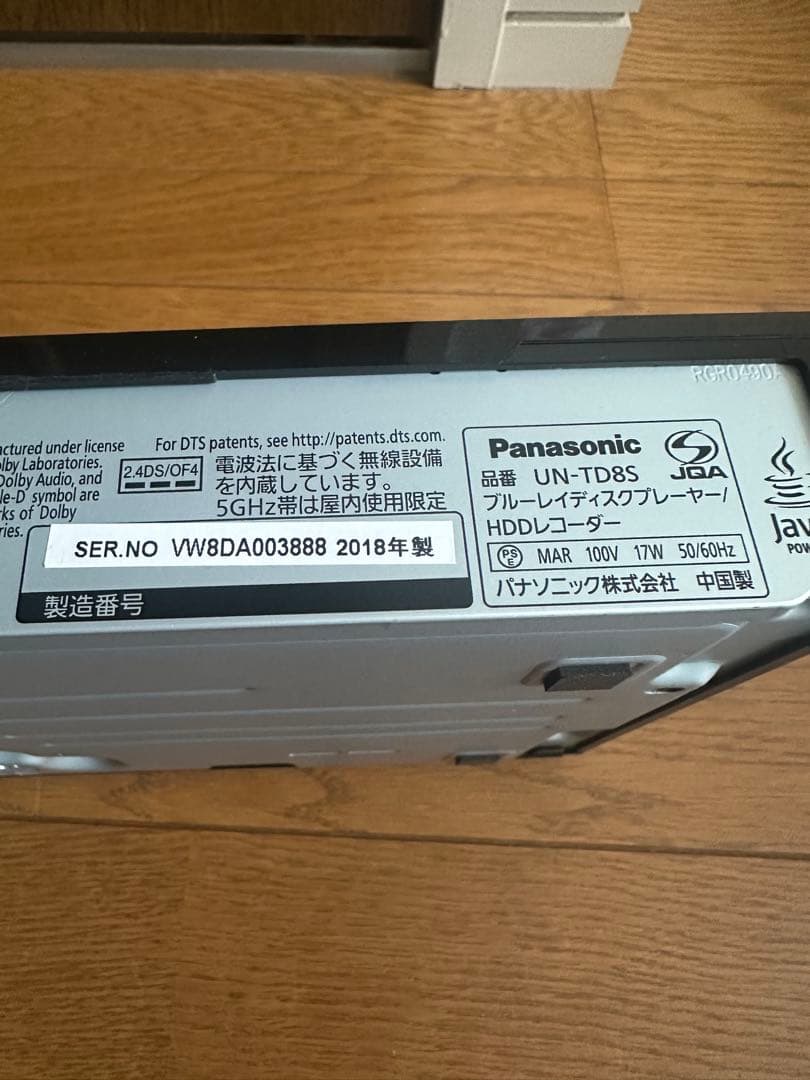 RGR0490
actured under license
lby Laboratories.
Dolby Audio, and
le-D symbol are
ks of Dolby
ries.
For DTS patents, see http://patents.dts.com.
2.4DS/OF4
電波法に基づく無線設備
を内蔵しています。
5GHz帯は屋内使用限定
SER.NO VW8DA003888 2018年製
製造番号
Panasonic
JQA
品番 UN-TD8S
ブルーレイディスクプレーヤー/
HDDレコーダー
PS E MAR 100V 17W 50/60Hz
パナソニック株式会社 中国製
Jav
POW